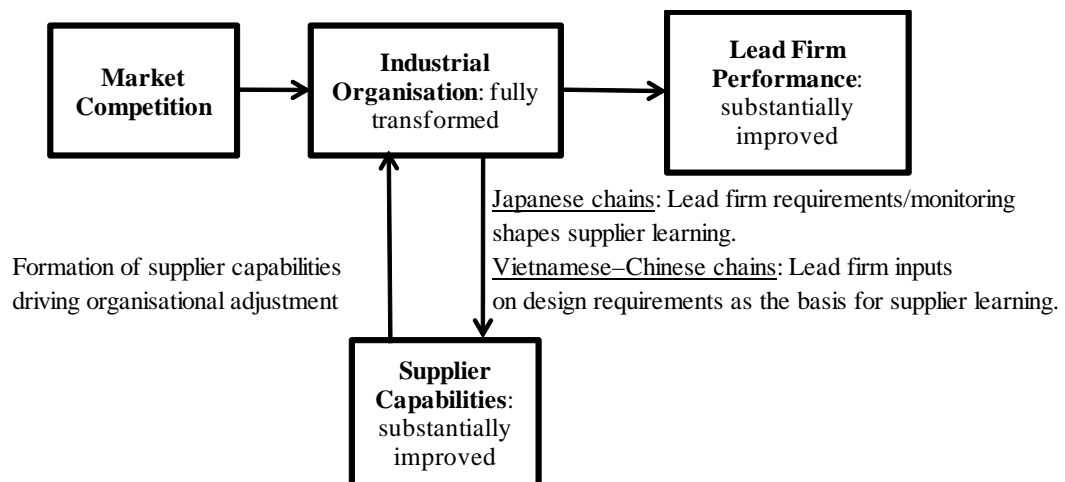 Market
Competition
Industrial
Organisation: fully
transformed
Lead Firm
Performance:
substantially
improved
Japanese chains: Lead firm requirements/monitoring
shapes supplier learning.
Vietnamese–Chinese chains: Lead firm inputs
on design requirements as the basis for supplier learning.
Formation of supplier capabilities
driving organisational adjustment
Supplier
Capabilities:
substantially
improved